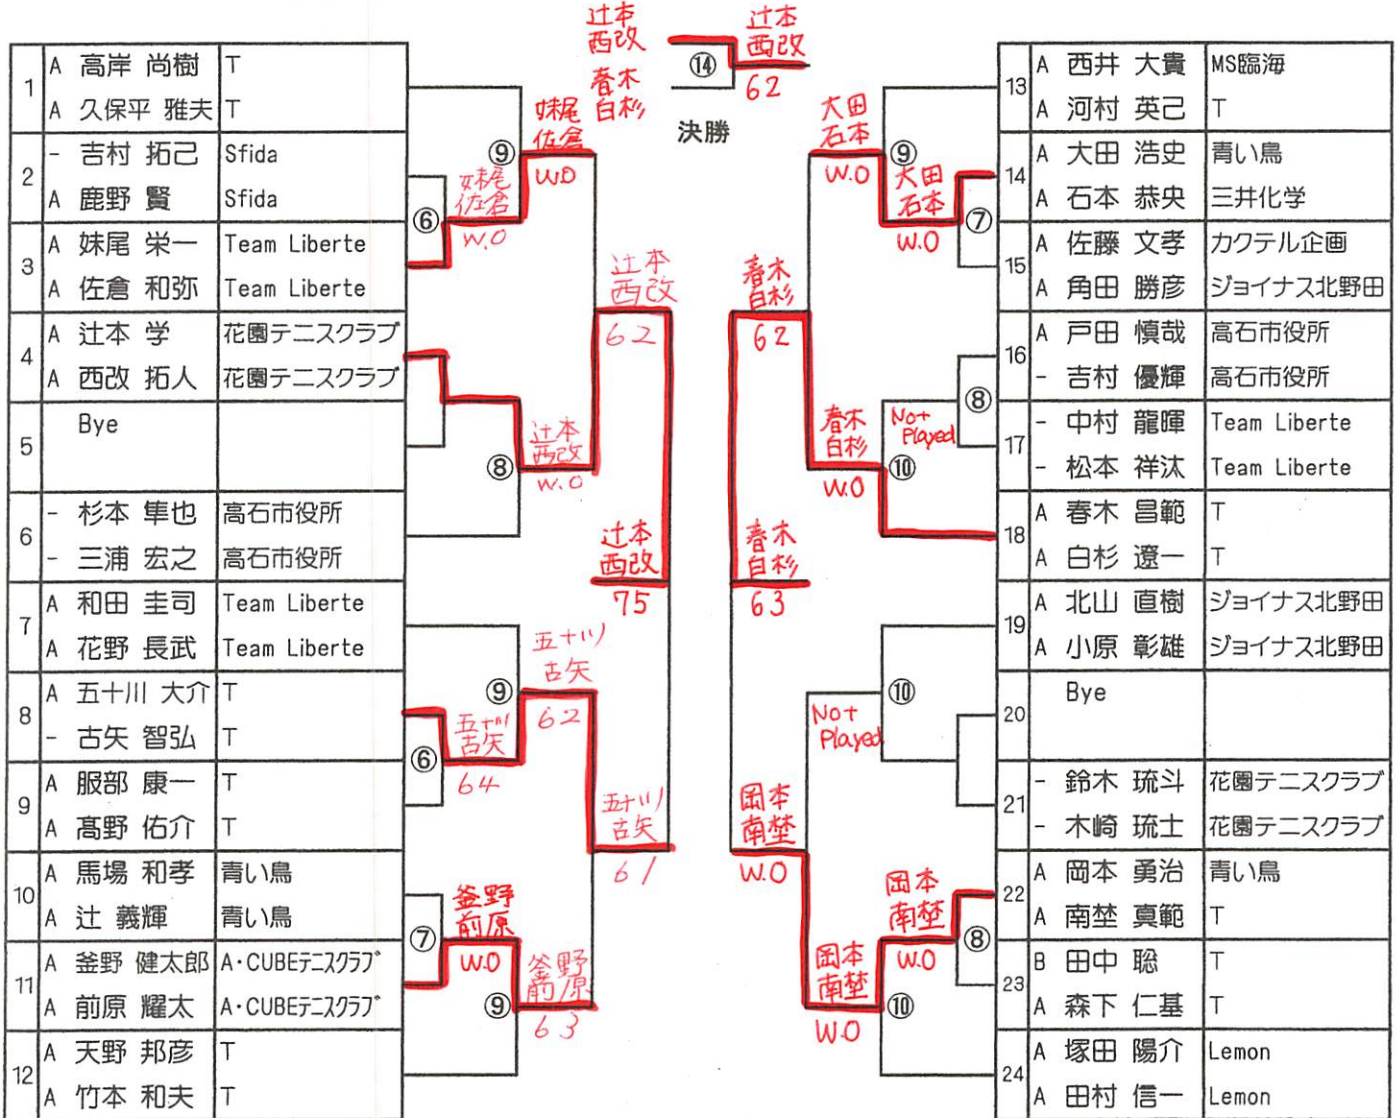 辻本
西改
春木
白杉
⑭
辻本
西改
62
決勝
1 A 高岸 尚樹 T
A 久保平 雅夫 T
2 - 吉村 拓己 Sfida
A 鹿野 賢 Sfida
3 A 妹尾 栄一 Team Liberte
A 佐倉 和弥 Team Liberte
4 A 辻本 学 花園テニスクラブ
A 西改 拓人 花園テニスクラブ
5 Bye
6 - 杉本 隼也 高石市役所
- 三浦 宏之 高石市役所
7 A 和田 圭司 Team Liberte
A 花野 長武 Team Liberte
8 A 五十川 大介 T
- 古矢 智弘 T
9 A 服部 康一 T
A 髙野 佑介 T
10 A 馬場 和孝 青い鳥
A 辻 義輝 青い鳥
11 A 釜野 健太郎 A・CUBEテニスクラブ
A 前原 耀太 A・CUBEテニスクラブ
12 A 天野 邦彦 T
A 竹本 和夫 T
⑥
妹尾
佐倉
W.O
⑨
妹尾
佐倉
W.O
⑧
辻本
西改
W.O
辻本
西改
62
⑥
五十川
古矢
64
⑨
五十川
古矢
62
⑦
釜野
前原
W.O
⑨
釜野
前原
63
五十川
古矢
61
辻本
西改
75
春木
白杉
63
春木
白杉
62
大田
石本
W.O
⑨
大田
石本
W.O
⑦
春木
白杉
W.O
⑩
Not
Played
⑧
Not
Played
⑩
岡本
南埜
W.O
岡本
南埜
W.O
⑩
岡本
南埜
W.O
⑧
13 A 西井 大貴 MS臨海
A 河村 英己 T
14 A 大田 浩史 青い鳥
A 石本 恭央 三井化学
15 A 佐藤 文孝 カクテル企画
A 角田 勝彦 ジョイナス北野田
16 A 戸田 慎哉 高石市役所
- 吉村 優輝 高石市役所
17 - 中村 龍暉 Team Liberte
- 松本 祥汰 Team Liberte
18 A 春木 昌範 T
A 白杉 遼一 T
19 A 北山 直樹 ジョイナス北野田
A 小原 彰雄 ジョイナス北野田
20 Bye
21 - 鈴木 琉斗 花園テニスクラブ
- 木崎 琉士 花園テニスクラブ
22 A 岡本 勇治 青い鳥
A 南埜 真範 T
23 B 田中 聡 T
A 森下 仁基 T
24 A 塚田 陽介 Lemon
A 田村 信一 Lemon